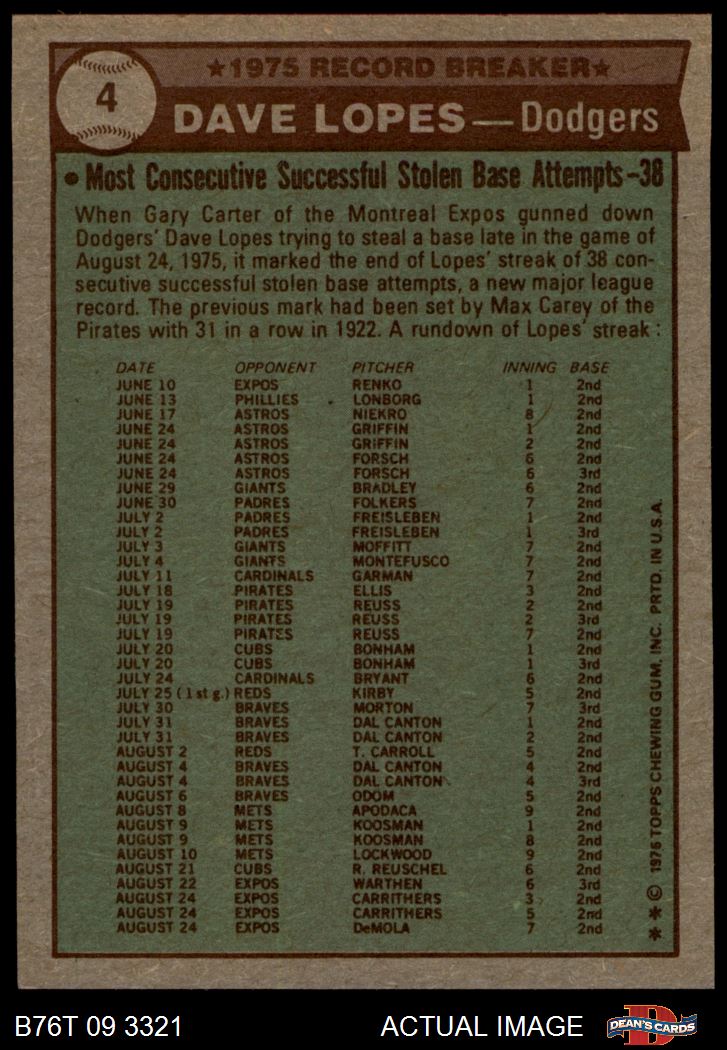 ★1975 RECORD BREAKER★
4
DAVE LOPES—Dodgers
• Most Consecutive Successful Stolen Base Attempts-38
When Gary Carter of the Montreal Expos gunned down
Dodgers' Dave Lopes trying to steal a base late in the game of
August 24, 1975, it marked the end of Lopes' streak of 38 con-
secutive successful stolen base attempts, a new major league
record. The previous mark had been set by Max Carey of the
Pirates with 31 in a row in 1922. A rundown of Lopes' streak :
DATE OPPONENT PITCHER INNING BASE
JUNE 10 EXPOS RENKO 1 2nd
JUNE 13 PHILLIES LONBORG 1 2nd
JUNE 17 ASTROS NIEKRO 8 2nd
JUNE 24 ASTROS GRIFFIN 1 2nd
JUNE 24 ASTROS GRIFFIN 2 2nd
JUNE 24 ASTROS FORSCH 6 2nd
JUNE 24 ASTROS FORSCH 6 3rd
JUNE 29 GIANTS BRADLEY 6 2nd
JUNE 30 PADRES FOLKERS 7 2nd
JULY 2 PADRES FREISLEBEN 1 2nd
JULY 2 PADRES FREISLEBEN 1 3rd
JULY 3 GIANTS MOFFITT 7 2nd
JULY 4 GIANTS MONTEFUSCO 7 2nd
JULY 11 CARDINALS GARMAN 7 2nd
JULY 18 PIRATES ELLIS 3 2nd
JULY 19 PIRATES REUSS 2 2nd
JULY 19 PIRATES REUSS 2 3rd
JULY 19 PIRATES REUSS 7 2nd
JULY 20 CUBS BONHAM 1 2nd
JULY 20 CUBS BONHAM 1 3rd
JULY 24 CARDINALS BRYANT 6 2nd
JULY 25 (1st g.) REDS KIRBY 5 2nd
JULY 30 BRAVES MORTON 7 3rd
JULY 31 BRAVES DAL CANTON 1 2nd
JULY 31 BRAVES DAL CANTON 2 2nd
AUGUST 2 REDS T. CARROLL 5 2nd
AUGUST 4 BRAVES DAL CANTON 4 2nd
AUGUST 4 BRAVES DAL CANTON 4 3rd
AUGUST 6 BRAVES ODOM 5 2nd
AUGUST 8 METS APODACA 9 2nd
AUGUST 9 METS KOOSMAN 1 2nd
AUGUST 9 METS KOOSMAN 8 2nd
AUGUST 10 METS LOCKWOOD 9 2nd
AUGUST 21 CUBS R. REUSCHEL 6 2nd
AUGUST 22 EXPOS WARTHEN 6 3rd
AUGUST 24 EXPOS CARRITHERS 3 2nd
AUGUST 24 EXPOS CARRITHERS 5 2nd
AUGUST 24 EXPOS DeMOLA 7 2nd
* * © 1976 TOPPS CHEWING GUM, INC. PRTD. IN U.S.A.
B76T 09 3321 ACTUAL IMAGE
DEAN'S CARDS